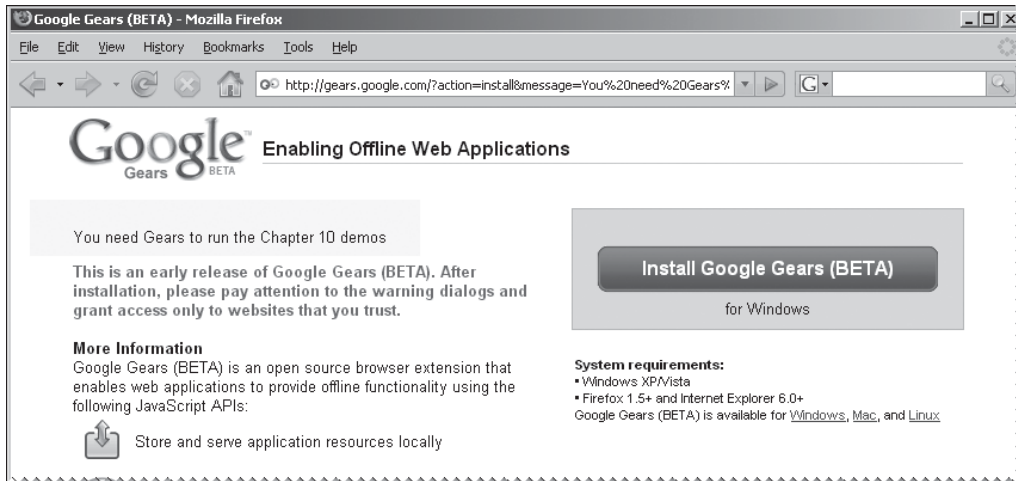 Google Gears (BETA) - Mozilla Firefox
File Edit View History Bookmarks Tools Help
http://gears.google.com/?action=install&message=You%20need%20Gears%
G
Google™
Gears BETA
Enabling Offline Web Applications
You need Gears to run the Chapter 10 demos
This is an early release of Google Gears (BETA). After
installation, please pay attention to the warning dialogs and
grant access only to websites that you trust.
More Information
Google Gears (BETA) is an open source browser extension that
enables web applications to provide offline functionality using the
following JavaScript APIs:
Store and serve application resources locally
Install Google Gears (BETA)
for Windows
System requirements:
• Windows XP/Vista
• Firefox 1.5+ and Internet Explorer 6.0+
Google Gears (BETA) is available for Windows, Mac, and Linux